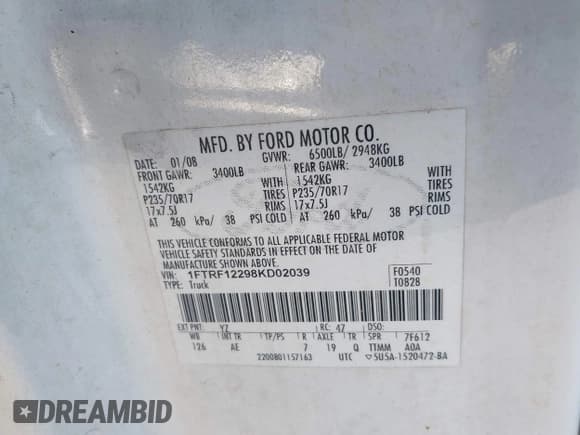 MFD. BY FORD MOTOR CO.
DATE: 01/08 GVWR: 6500LB/ 2948KG
FRONT GAWR: 3400LB REAR GAWR: 3400LB
1542KG WITH 1542KG WITH
P235/70R17 TIRES P235/70R17 TIRES
17x7.5J RIMS 17x7.5J RIMS
AT 260 kPa/ 38 PSI COLD AT 260 kPa/ 38 PSI COLD
THIS VEHICLE CONFORMS TO ALL APPLICABLE FEDERAL MOTOR
VEHICLE SAFETY STANDARDS IN EFFECT ON THE DATE OF
MANUFACTURE SHOWN ABOVE.
VIN: 1FTRF12298KD02039 F0540
TYPE: Truck T0828
EXT PNT: YZ RC: 47 DSO:
WB INT TR TP/PS R AXLE TR SPR 7F612
126 AE 7 19 Q TTMM AOA
2200801157163 UTC ▽5U5A-1520472-BA
DREAMBID